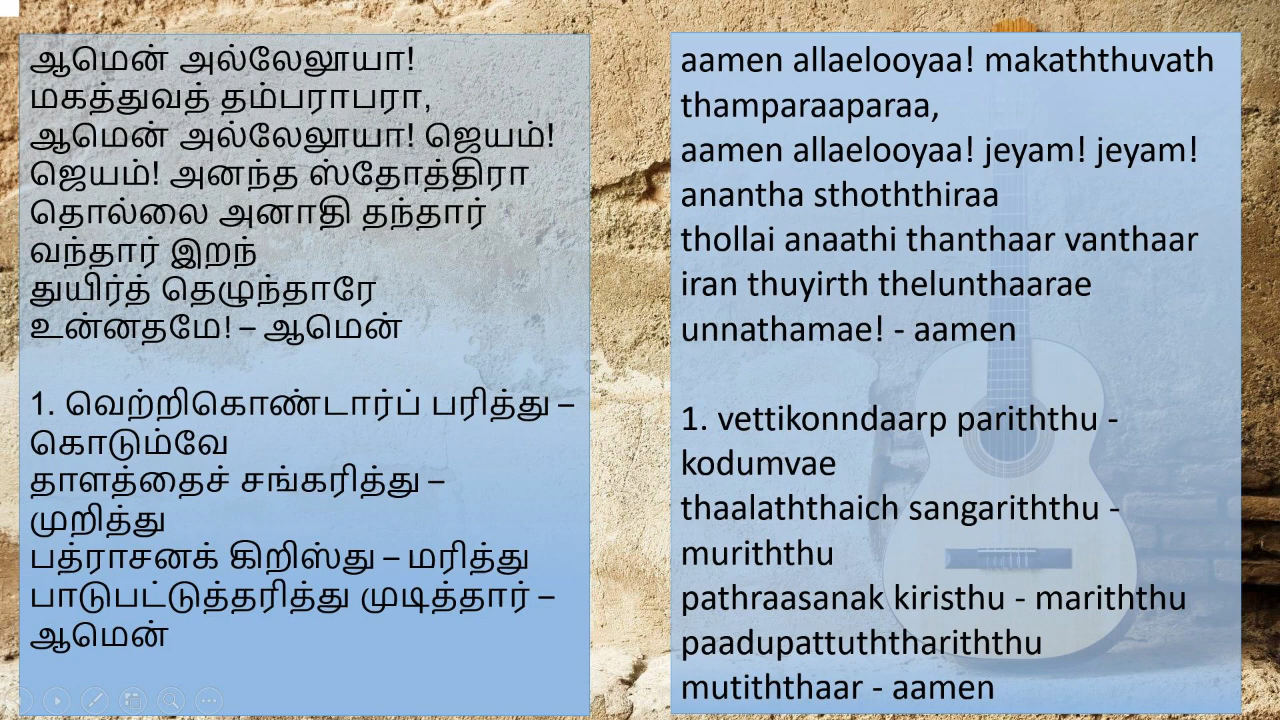 ஆமென் அல்லேலூயா!
மகத்துவத் தம்பராபரா,
ஆமென் அல்லேலூயா! ஜெயம்!
ஜெயம்! அனந்த ஸ்தோத்திரா
தொல்லை அனாதி தந்தார்
வந்தார் இறந்
துயிர்த் தெழுந்தாரே
உன்னதமே! – ஆமென்
1. வெற்றிகொண்டார்ப் பரித்து –
கொடும்வே
தாளத்தைச் சங்கரித்து –
முறித்து
பத்ராசனக் கிறிஸ்து – மரித்து
பாடுபட்டுத்தரித்து முடித்தார் –
ஆமென்
aamen allaelooyaa! makaththuvath
thamparaaparaa,
aamen allaelooyaa! jeyam! jeyam!
anantha sthoththiraa
thollai anaathi thanthaar vanthaar
iran thuyirth thelunthaarae
unnathamae! - aamen
1. vettikonndaarp pariththu -
kodumvae
thaalaththaich sangariththu -
muriththu
pathraasanak kiristhu - mariththu
paadupattuththariththu
mutiththaar - aamen